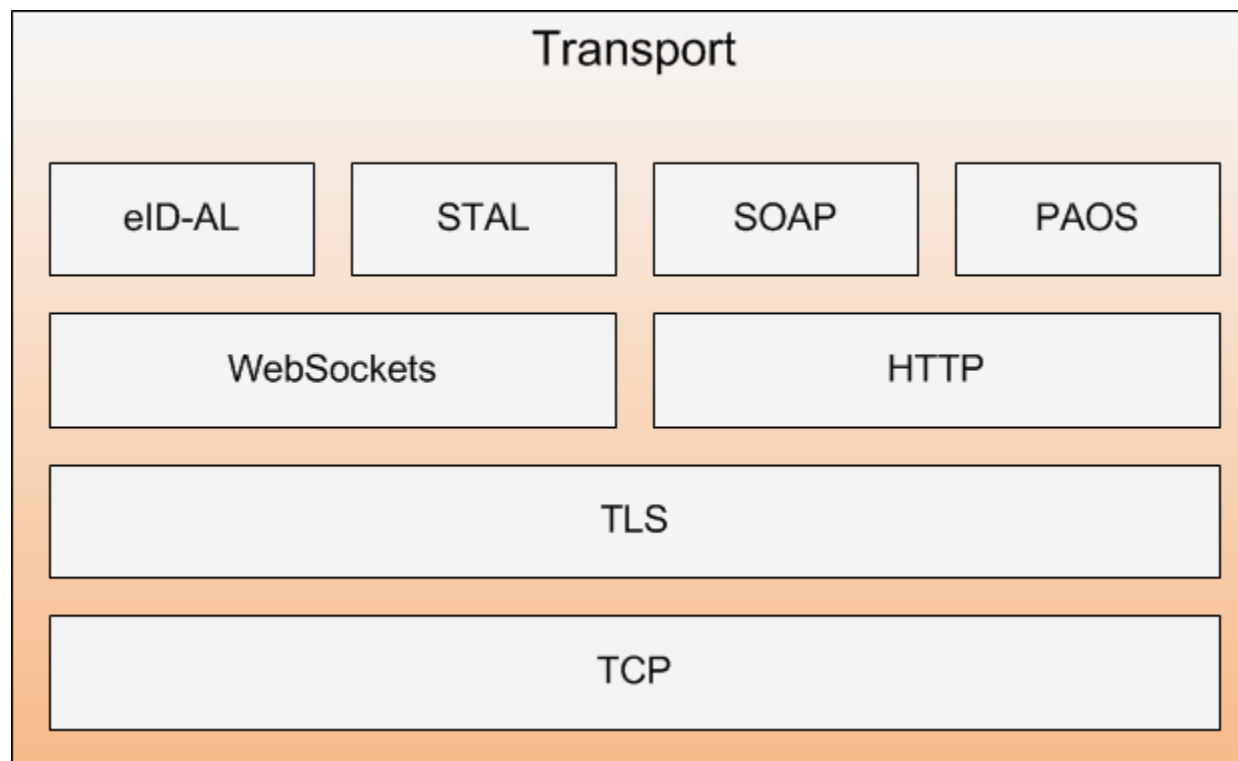 Transport
eID-AL
STAL
SOAP
PAOS
WebSockets
HTTP
TLS
TCP